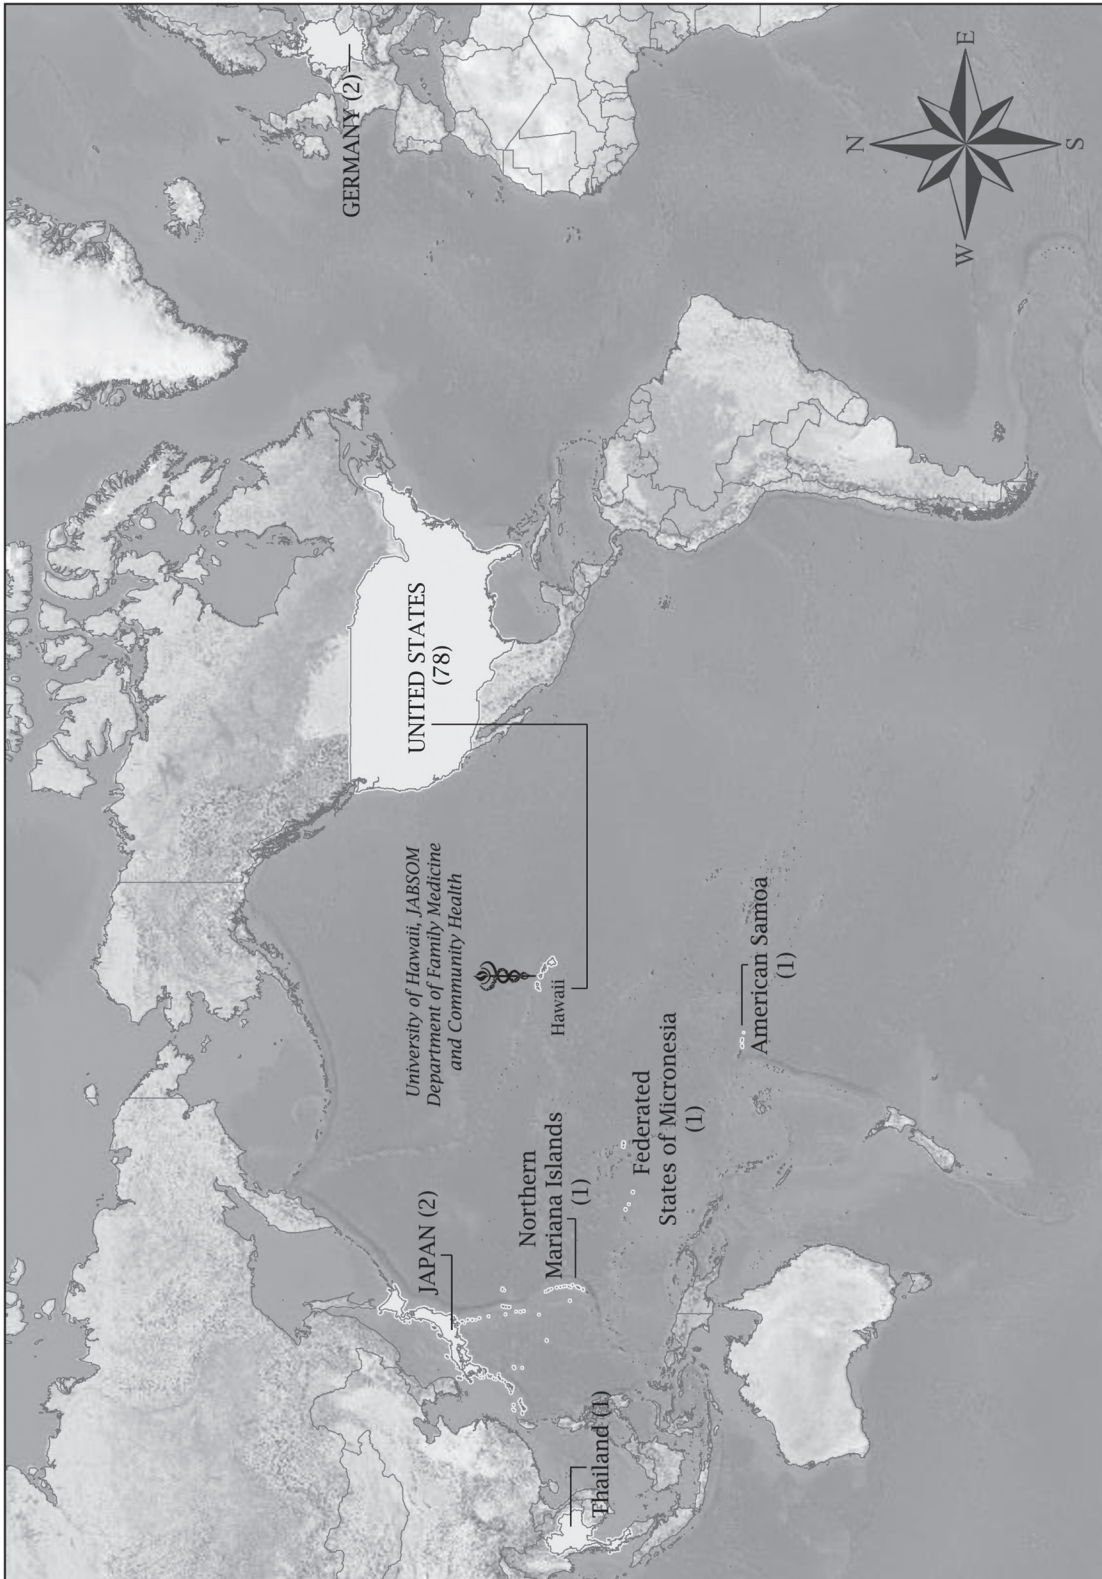 GERMANY (2)
UNITED STATES
(78)
University of Hawaii, JABSOM
Department of Family Medicine
and Community Health
Hawaii
JAPAN (2)
Northern
Mariana Islands
(1)
Federated
States of Micronesia
(1)
American Samoa
(1)
Thailand (1)
N
E
S
W